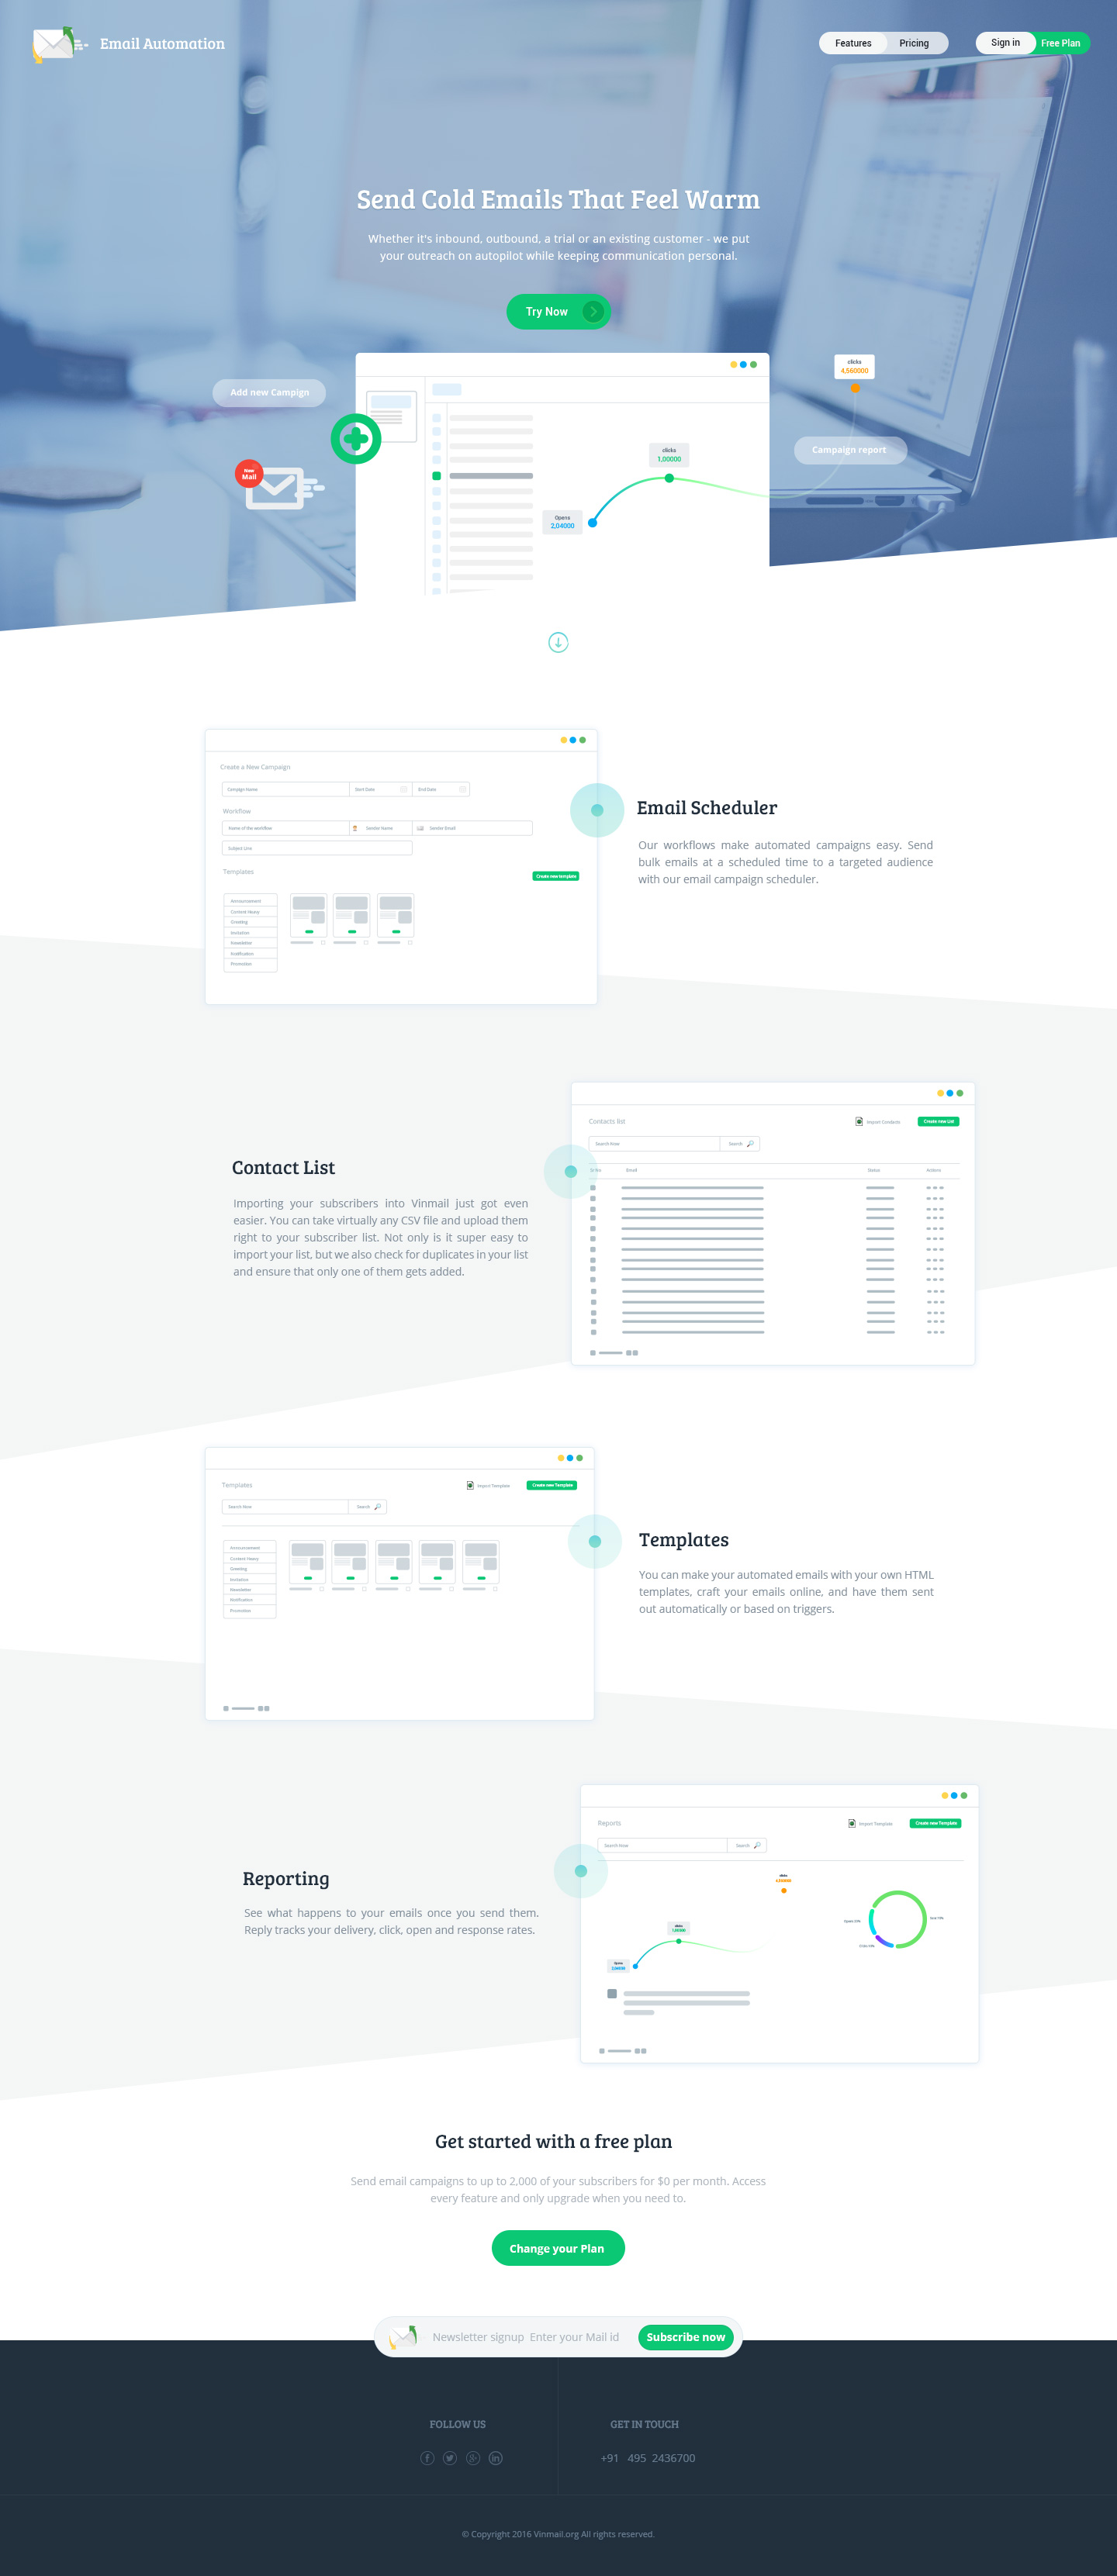 Email Automation
Features
Pricing
Sign in
Free Plan
Send Cold Emails That Feel Warm
Whether it's inbound, outbound, a trial or an existing customer - we put
your outreach on autopilot while keeping communication personal.
Try Now
Add new Campign
New
Mail
clicks
4,560000
Campaign report
clicks
1,00000
Opens
2,04000
Create a New Campaign
Campign Name
Start Date
End Date
Workflow
Name of the workflow
Sender Name
Sender Email
Subject Line
Templates
Create new template
Announcement
Content Heavy
Greeting
Invitation
Newsletter
Notification
Promotion
Email Scheduler
Our workflows make automated campaigns easy. Send
bulk emails at a scheduled time to a targeted audience
with our email campaign scheduler.
Contact List
Importing your subscribers into Vinmail just got even
easier. You can take virtually any CSV file and upload them
right to your subscriber list. Not only is it super easy to
import your list, but we also check for duplicates in your list
and ensure that only one of them gets added.
Contacts list
Import Contacts
Create new List
Search Now
Search
Sr No
Email
Status
Actions
Templates
Import Template
Create new Template
Search Now
Search
Announcement
Content Heavy
Greeting
Invitation
Newsletter
Notification
Promotion
Templates
You can make your automated emails with your own HTML
templates, craft your emails online, and have them sent
out automatically or based on triggers.
Reporting
See what happens to your emails once you send them.
Reply tracks your delivery, click, open and response rates.
Reports
Import Template
Create new Template
Search Now
Search
clicks
clicks
Opens
Get started with a free plan
Send email campaigns to up to 2,000 of your subscribers for $0 per month. Access
every feature and only upgrade when you need to.
Change your Plan
Newsletter signup Enter your Mail id
Subscribe now
FOLLOW US
GET IN TOUCH
+91 495 2436700
© Copyright 2016 Vinmail.org All rights reserved.